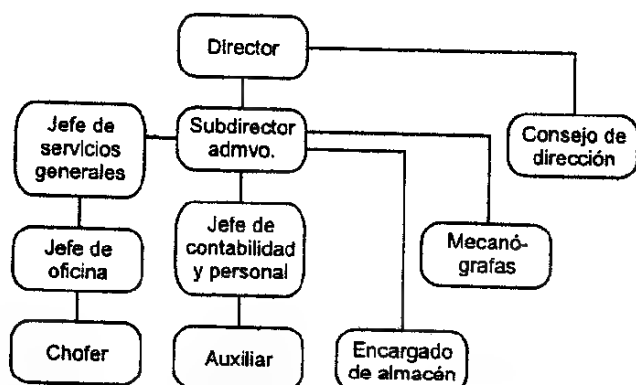 Director
Jefe de
servicios
generales
Subdirector
admvo.
Consejo de
dirección
Jefe de
oficina
Jefe de
contabilidad
y personal
Mecanó-
grafas
Chofer
Auxiliar
Encargado
de almacén